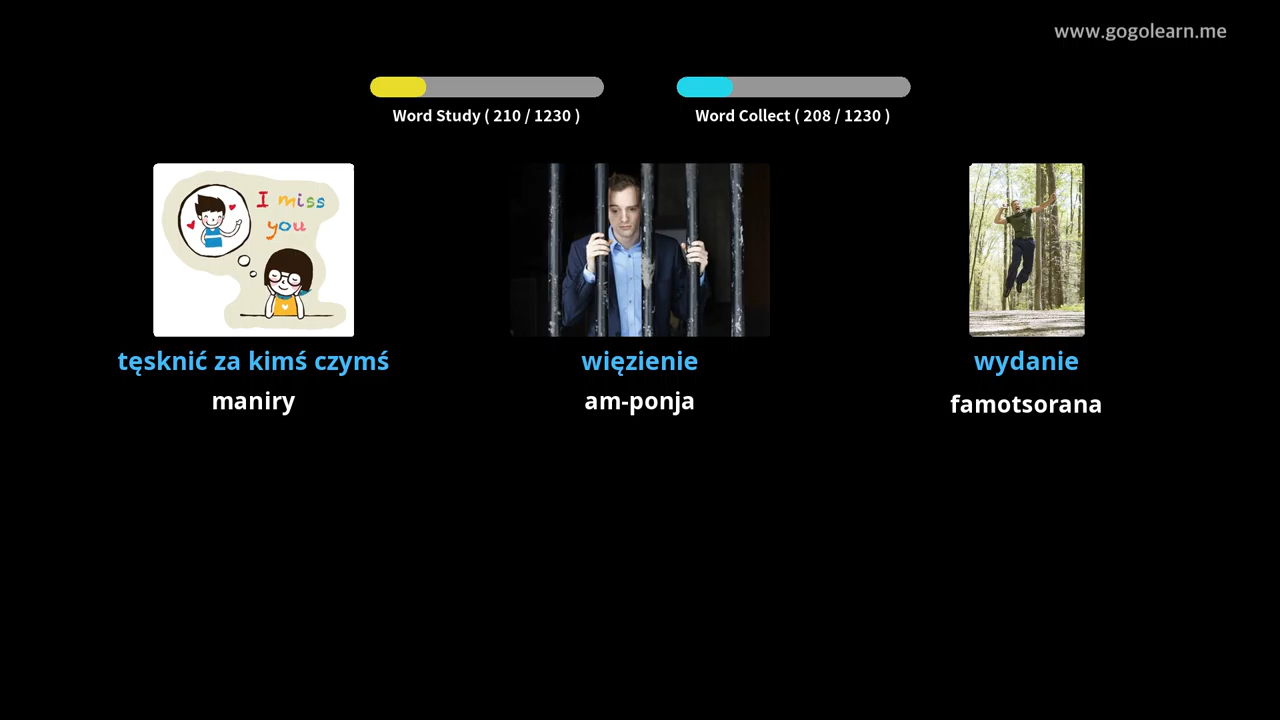 www.gogolearn.me
Word Study ( 210 / 1230 )
Word Collect ( 208 / 1230 )
I miss
you
tęsknić za kimś czymś
maniry
więzienie
am-ponja
wydanie
famotsorana